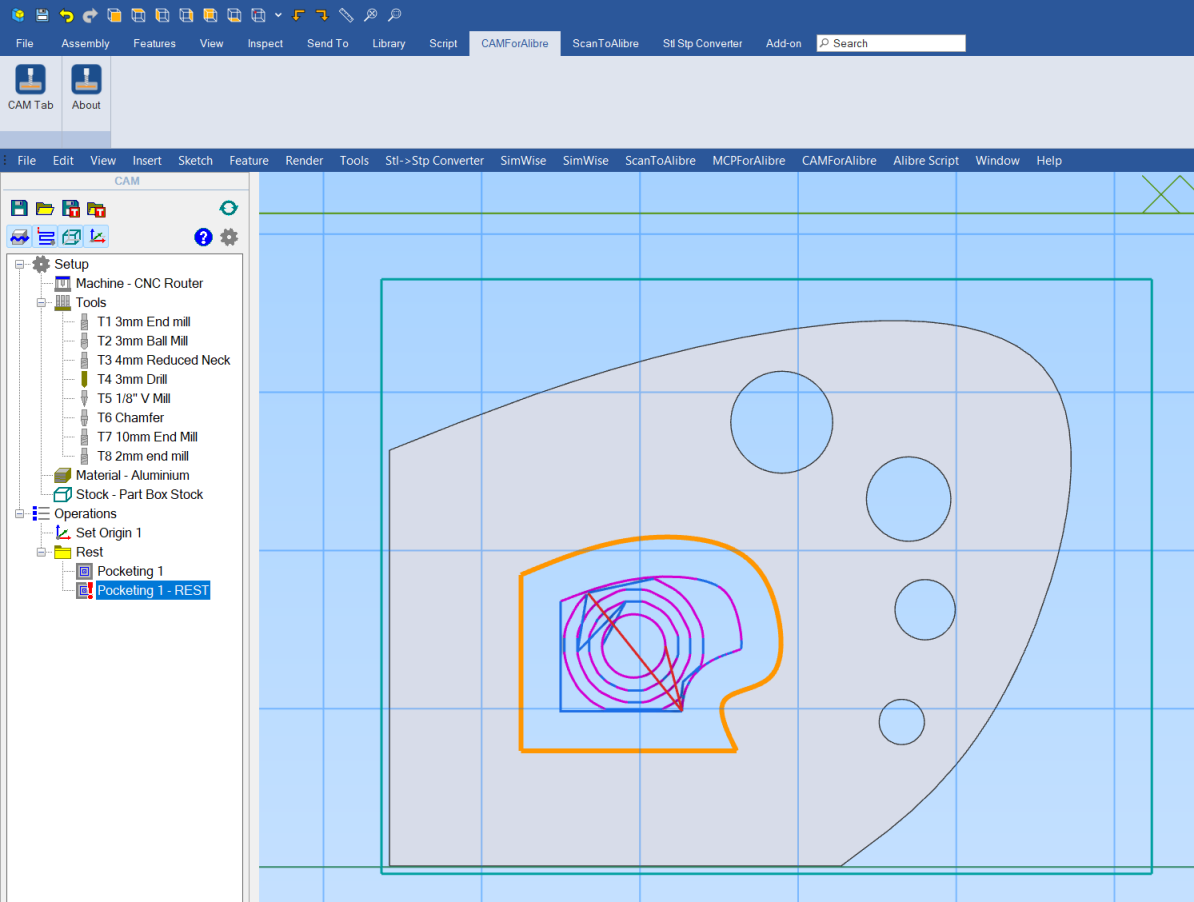 File Assembly Features View Inspect Send To Library Script CAMForAlibre ScanToAlibre Stl Stp Converter Add-on Search
CAM Tab About
File Edit View Insert Sketch Feature Render Tools Stl->Stp Converter SimWise SimWise ScanToAlibre MCPForAlibre CAMForAlibre Alibre Script Window Help
CAM
Setup
Machine - CNC Router
Tools
T1 3mm End mill
T2 3mm Ball Mill
T3 4mm Reduced Neck
T4 3mm Drill
T5 1/8" V Mill
T6 Chamfer
T7 10mm End Mill
T8 2mm end mill
Material - Aluminium
Stock - Part Box Stock
Operations
Set Origin 1
Rest
Pocketing 1
Pocketing 1 - REST